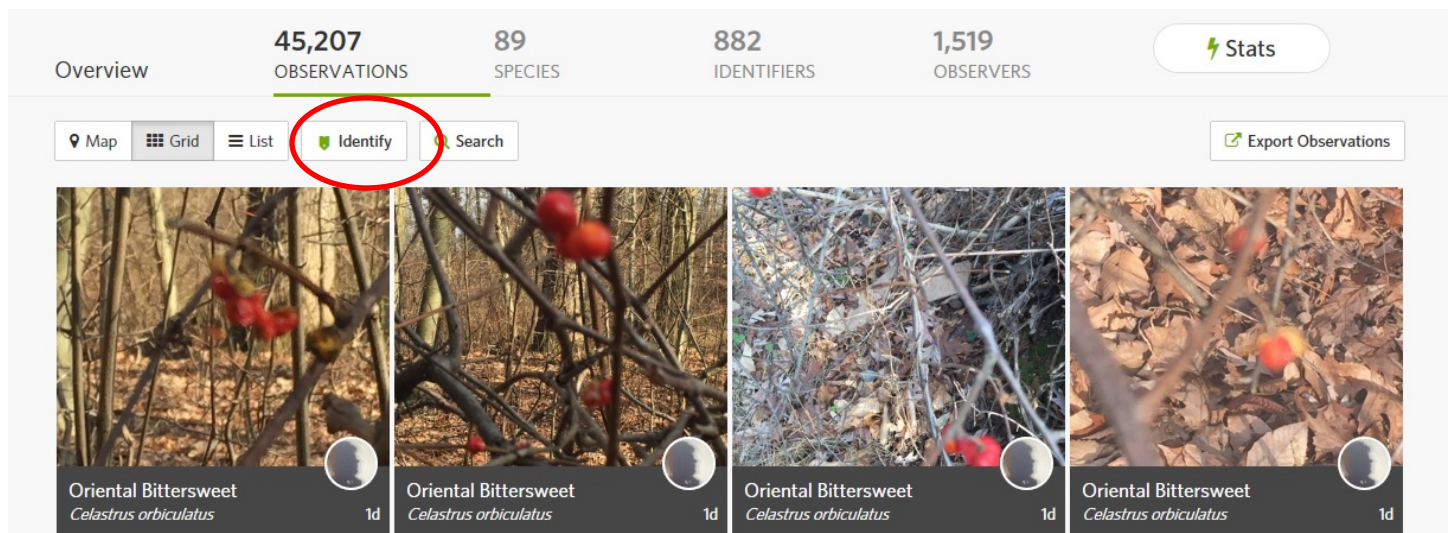 Overview
45,207
OBSERVATIONS
89
SPECIES
882
IDENTIFIERS
1,519
OBSERVERS
Stats
Map Grid List Identify Search Export Observations
Oriental Bittersweet
Celastrus orbiculatus 1d
Oriental Bittersweet
Celastrus orbiculatus 1d
Oriental Bittersweet
Celastrus orbiculatus 1d
Oriental Bittersweet
Celastrus orbiculatus 1d